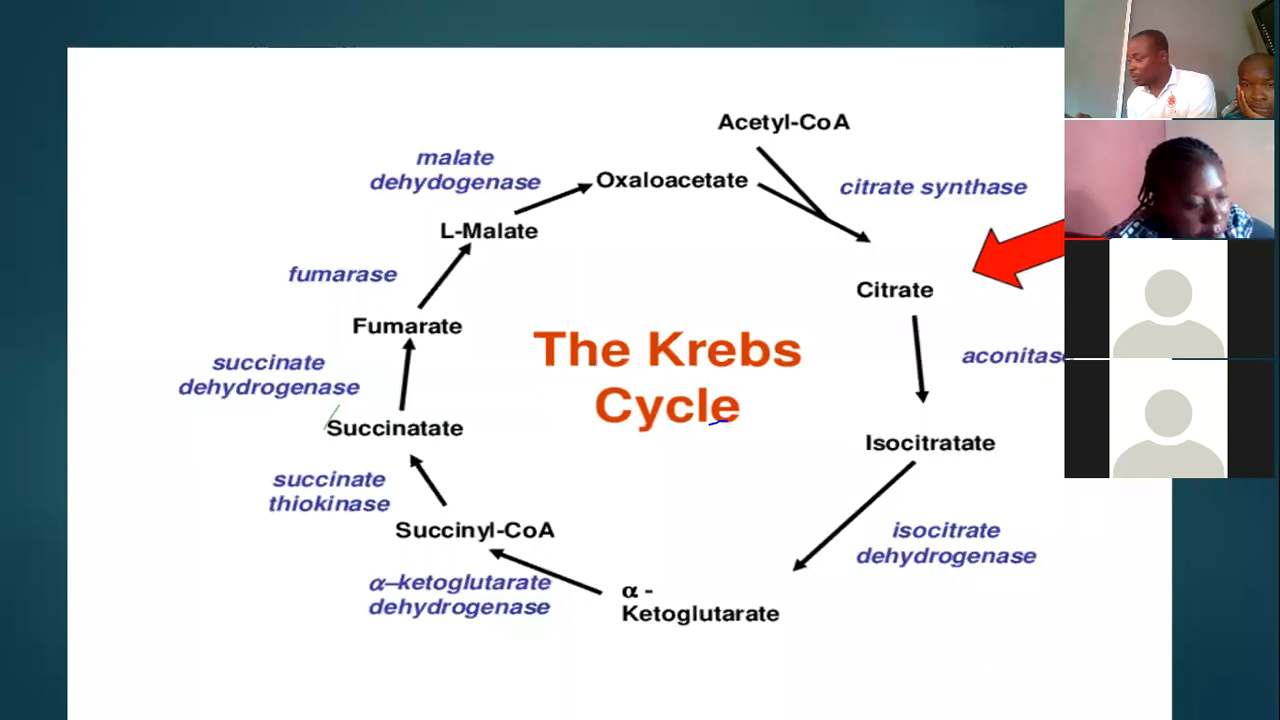 Acetyl-CoA
malate
dehydogenase
Oxaloacetate
citrate synthase
L-Malate
fumarase
Citrate
Fumarate
The Krebs
Cycle
succinate
dehydrogenase
aconitas
Succinatate
Isocitratate
succinate
thiokinase
Succinyl-CoA
isocitrate
dehydrogenase
α–ketoglutarate
dehydrogenase
α -
Ketoglutarate